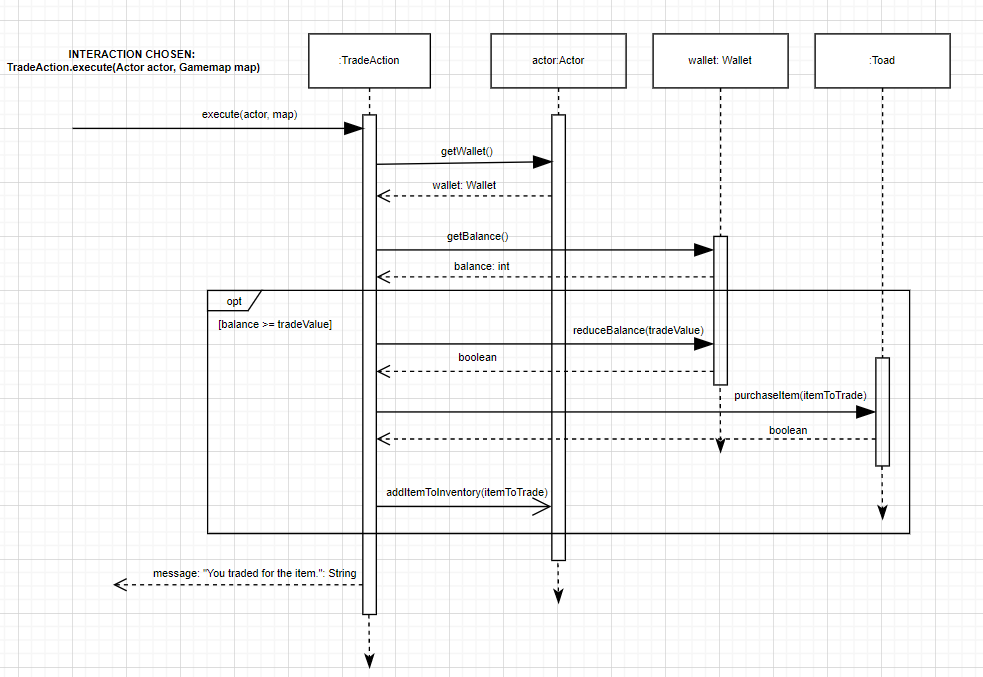 INTERACTION CHOSEN:
TradeAction.execute(Actor actor, Gamemap map)
:TradeAction
actor:Actor
wallet: Wallet
:Toad
execute(actor, map)
getWallet()
wallet: Wallet
getBalance()
balance: int
opt
[balance >= tradeValue]
reduceBalance(tradeValue)
boolean
purchaseItem(itemToTrade)
boolean
addItemToInventory(itemToTrade)
message: "You traded for the item.": String